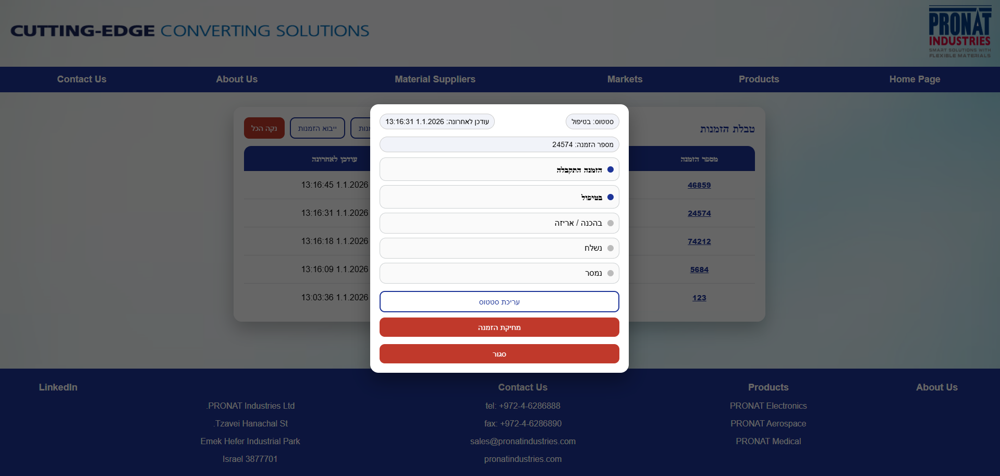 CUTTING-EDGE CONVERTING SOLUTIONS
PRONAT
INDUSTRIES
SMART SOLUTIONS WITH
FLEXIBLE MATERIALS
Home Page
Products
Markets
Material Suppliers
About Us
Contact Us
טבלת הזמנות
ייבוא הזמנות
נקה הכל
מספר הזמנה
עודכן לאחרונה
46859
13:16:45 1.1.2026
24574
13:16:31 1.1.2026
74212
13:16:18 1.1.2026
5684
13:16:09 1.1.2026
123
13:03:36 1.1.2026
סטטוס: בטיפול
עודכן לאחרונה: 13:16:31 1.1.2026
מספר הזמנה: 24574
הזמנה התקבלה
בטיפול
בהכנה / אריזה
נשלח
נמסר
עריכת סטטוס
מחיקת הזמנה
סגור
About Us
Products
PRONAT Electronics
PRONAT Aerospace
PRONAT Medical
Contact Us
tel: +972-4-6286888
fax: +972-4-6286890
sales@pronatindustries.com
pronatindustries.com
.PRONAT Industries Ltd
.Tzavei Hanachal St
Emek Hefer Industrial Park
Israel 3877701
LinkedIn